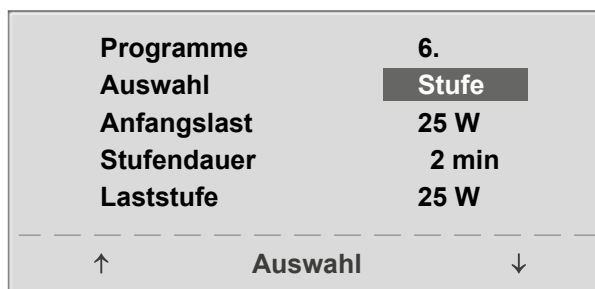 Programme 6.
Auswahl Stufe
Anfangslast 25 W
Stufendauer 2 min
Laststufe 25 W
↑ Auswahl ↓